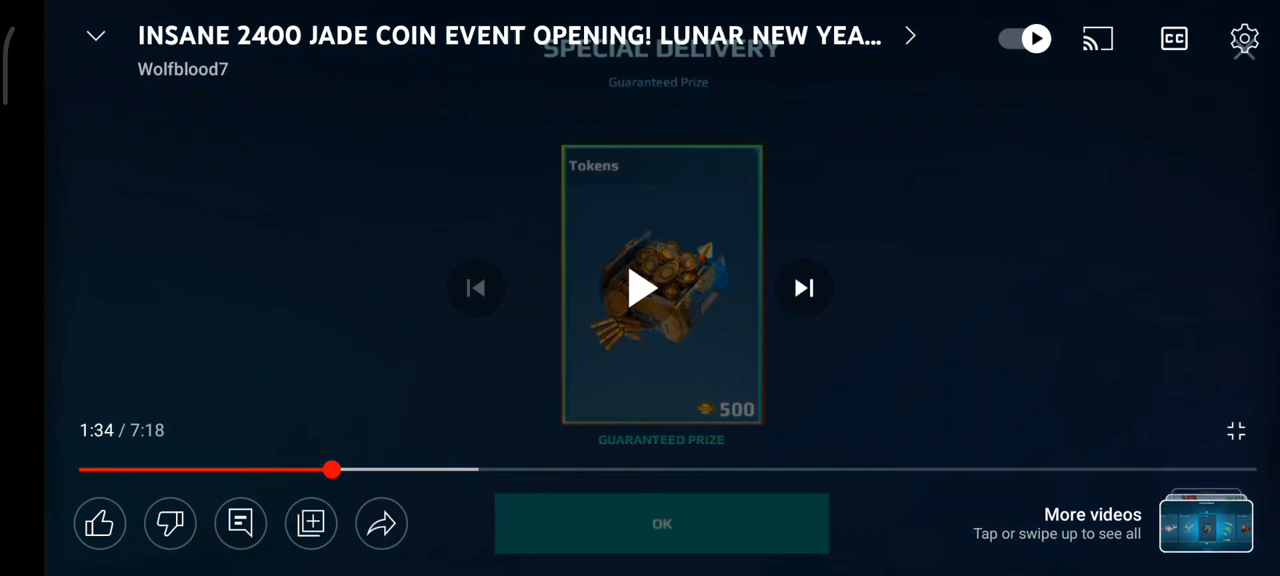 INSANE 2400 JADE COIN EVENT OPENING! LUNAR NEW YEA...
Wolfblood7
CC
SPECIAL DELIVERY
Guaranteed Prize
Tokens
500
GUARANTEED PRIZE
1:34 / 7:18
OK
More videos
Tap or swipe up to see all